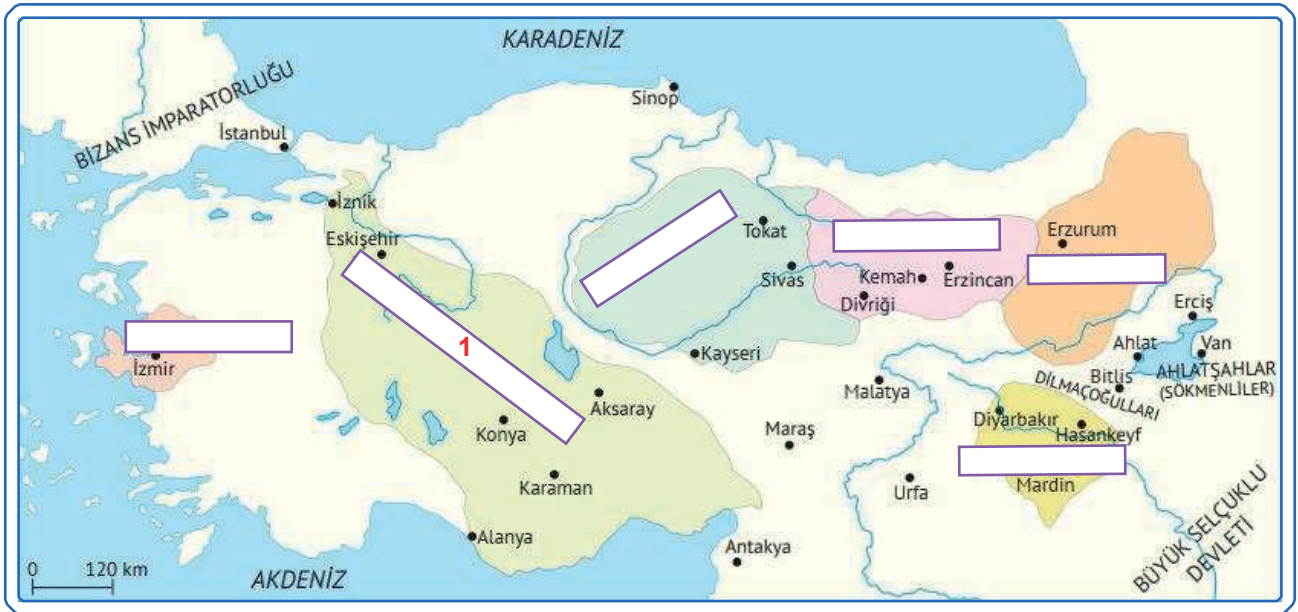 KARADENİZ
BİZANS İMPARATORLUĞU
İstanbul
Sinop
İznik
Eskişehir
Tokat
Erzurum
Sivas
Kemah
Erzincan
Divriği
Erciş
1
İzmir
Kayseri
Ahlat
Van
Malatya
Bitlis
AHLATŞAHLAR
(SÖKMENLİLER)
DİLMAÇOĞULLARI
Aksaray
Konya
Maraş
Diyarbakır
Hasankeyf
Karaman
Urfa
Mardin
Alanya
Antakya
BÜYÜK SELÇUKLU
DEVLETİ
0 120 km
AKDENİZ